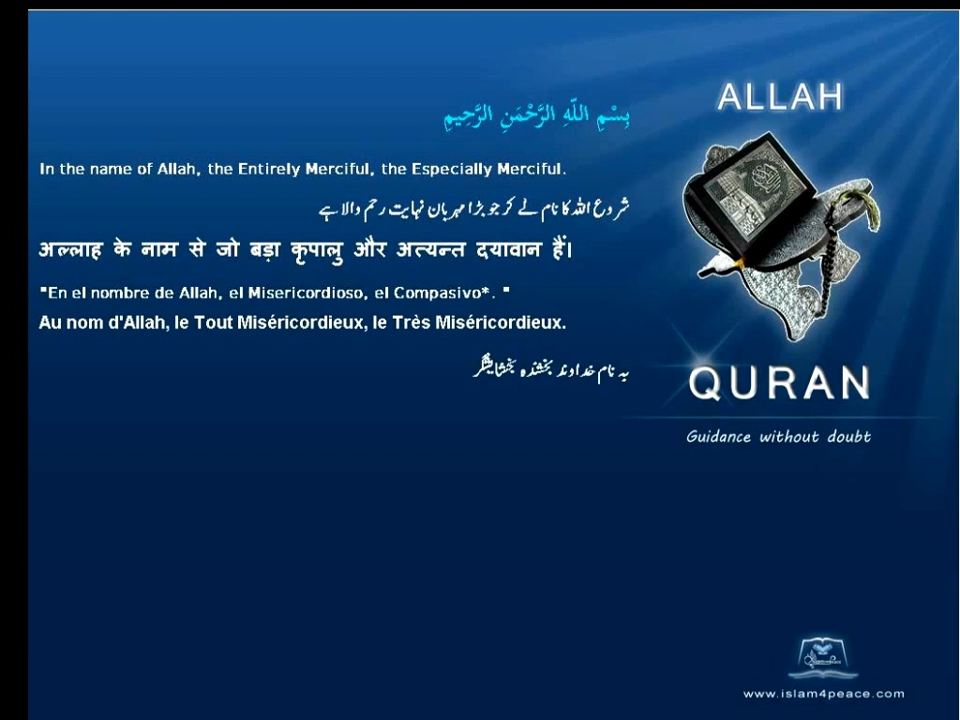 بِسْمِ اللّهِ الرَّحْمَنِ الرَّحِيمِ
In the name of Allah, the Entirely Merciful, the Especially Merciful.
شروع الله کا نام لے کر جو بڑا مہربان نہایت رحم والا ہے
अल्लाह के नाम से जो बड़ा कृपालु और अत्यन्त दयावान हैं।
"En el nombre de Allah, el Misericordioso, el Compasivo*. "
Au nom d'Allah, le Tout Miséricordieux, le Très Miséricordieux.
به نام خداوند بخشنده بخشایشگر
ALLAH
QURAN
Guidance without doubt
www.islam4peace.com